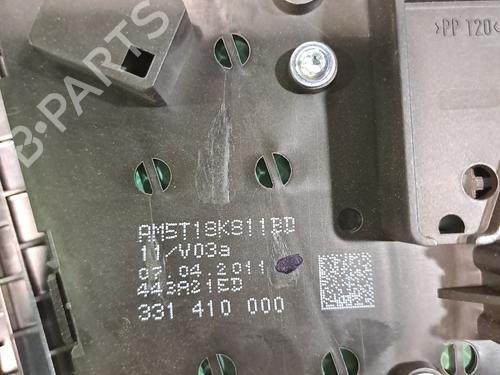 B-PARTS
>PP T20<
AM5T18K811BD
11/V03a
07.04.2011
443A21ED
331 410 000